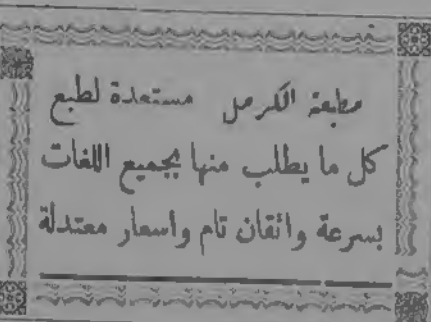 مطبعة الكرمل مستعدة لطبع
كل ما يطلب منها بجميع اللغات
بسرعة واتقان تام واسعار معتدلة